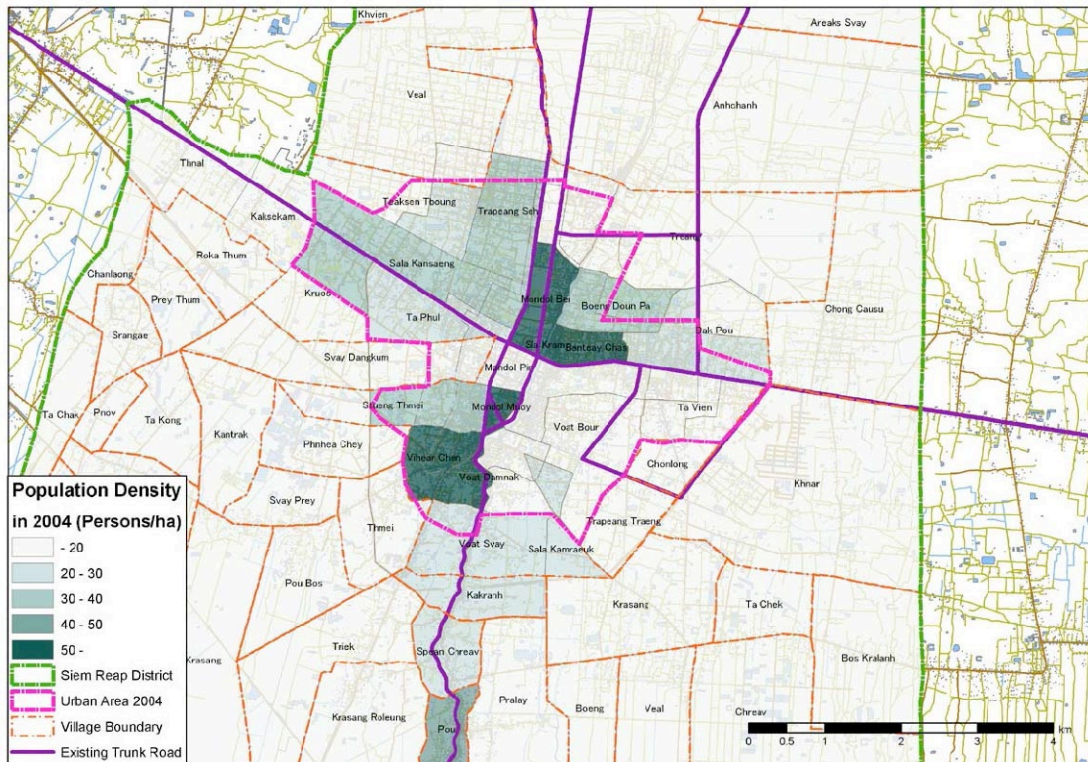 Khvien
Areaks Svay
Veal
Anhchanh
Thnal
Teaksen Tboung
Trapeang Seh
Kaksekam
Treang
Roka Thum
Sala Kansaeng
Chanlaong
Prey Thum
Kruos
Mondol Bei
Boeng Doun Pa
Chong Causu
Srangae
Ta Phul
Sla Kram
Banteay Chas
Dak Pou
Svay Dangkum
Mondol Pir
Ta Chak
Pnov
Ta Kong
Stueng Thmei
Mondol Muoy
Ta Vien
Kantrak
Phnhea Chey
Voat Bour
Vihear Chen
Chonlong
Voat Damnak
Khnar
Svay Prey
Thmei
Trapeang Traeng
Voat Svay
Sala Kamraeuk
Pou Bos
Kakranh
Krasang
Ta Chek
Triek
Spean Chreav
Krasang
Bos Kralanh
Krasang Roleung
Pou
Pralay
Boeng
Veal
Chreav
Population Density
in 2004 (Persons/ha)
- 20
20 - 30
30 - 40
40 - 50
50 -
Siem Reap District
Urban Area 2004
Village Boundary
Existing Trunk Road
km
0 0.5 1 2 3 4